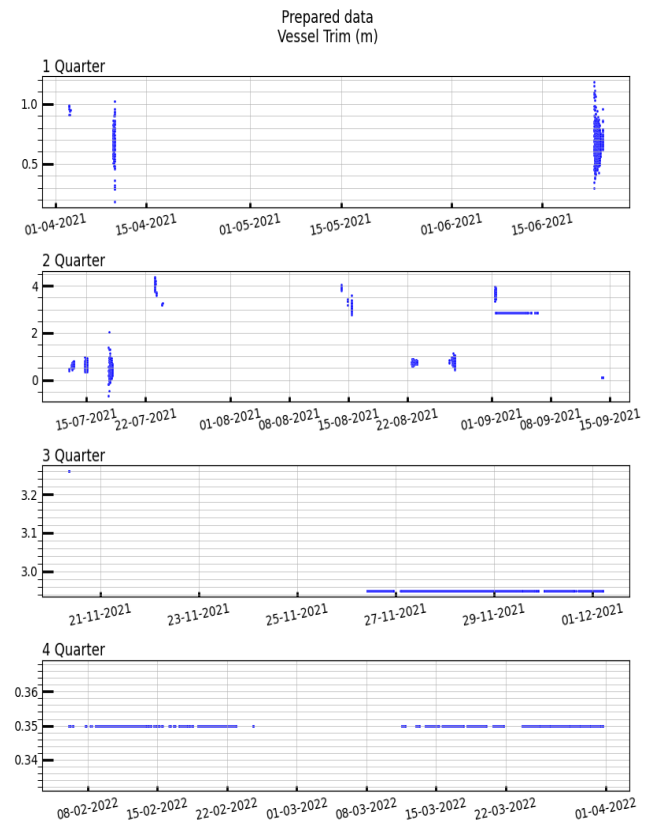 Prepared data
Vessel Trim (m)
1 Quarter
1.0
0.5
01-04-2021 15-04-2021 01-05-2021 15-05-2021 01-06-2021 15-06-2021
2 Quarter
4
2
0
15-07-2021 22-07-2021 01-08-2021 08-08-2021 15-08-2021 22-08-2021 01-09-2021 08-09-2021 15-09-2021
3 Quarter
3.2
3.1
3.0
21-11-2021 23-11-2021 25-11-2021 27-11-2021 29-11-2021 01-12-2021
4 Quarter
0.36
0.35
0.34
08-02-2022 15-02-2022 22-02-2022 01-03-2022 08-03-2022 15-03-2022 22-03-2022 01-04-2022